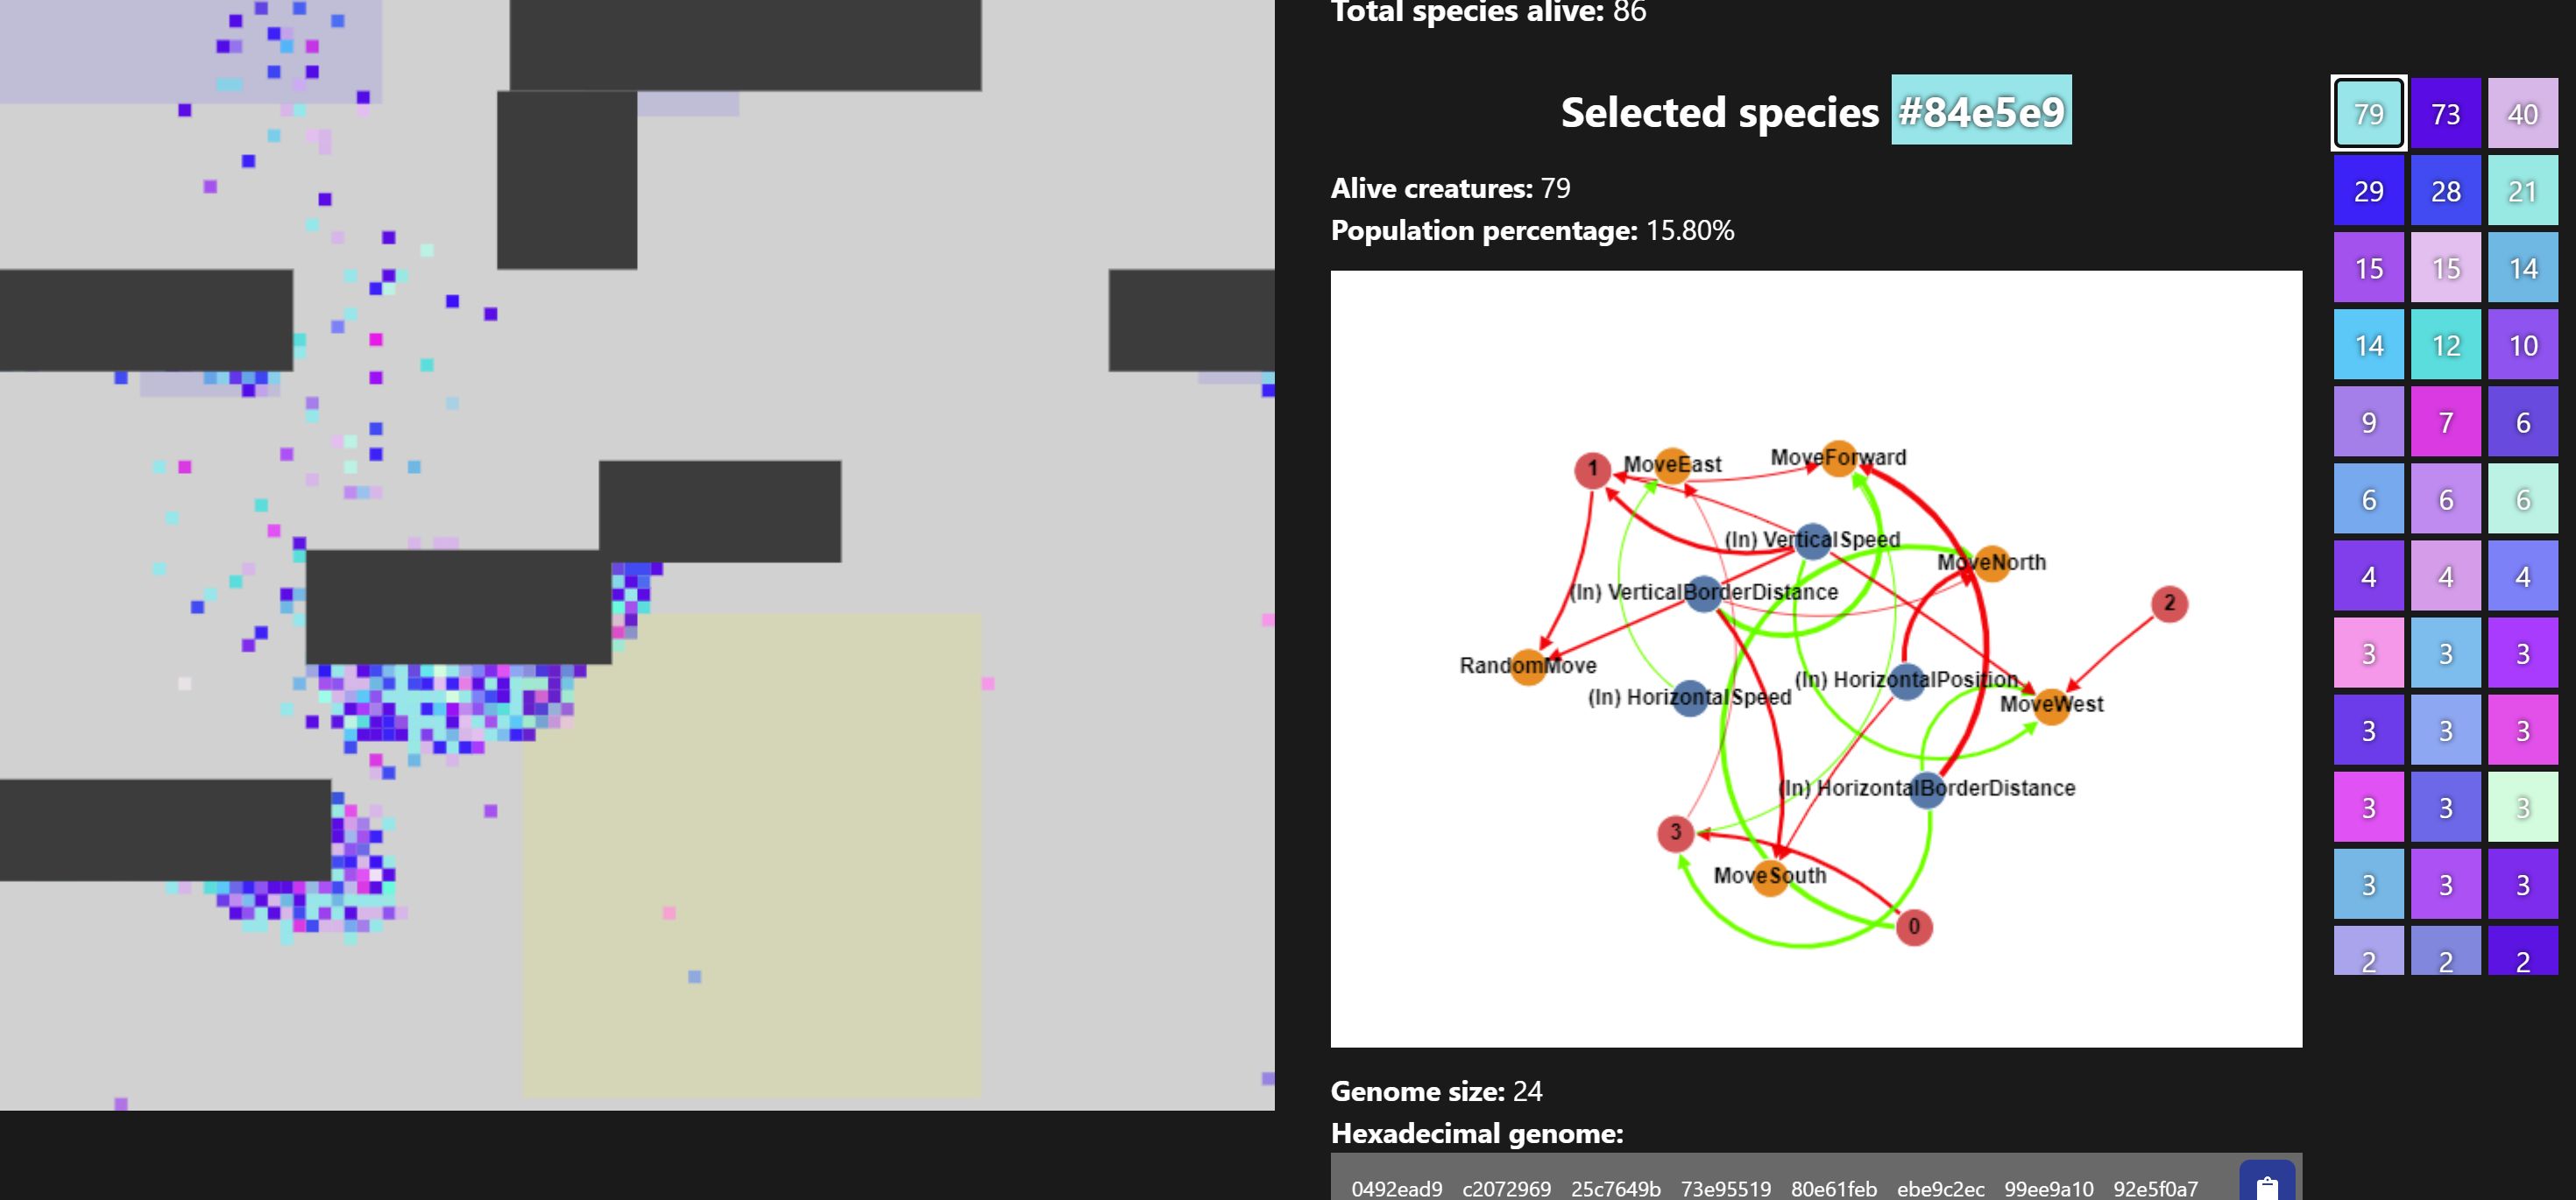 Total species alive: 86
Selected species #84e5e9
Alive creatures: 79
Population percentage: 15.80%
1 MoveEast MoveForward
(In) VerticalSpeed
MoveNorth
(In) VerticalBorderDistance
2
RandomMove
(In) HorizontalSpeed
(In) HorizontalPosition
MoveWest
(In) HorizontalBorderDistance
3
MoveSouth
0
Genome size: 24
Hexadecimal genome:
0492ead9 c2072969 25c7649b 73e95519 80e61feb ebe9c2ec 99ee9a10 92e5f0a7
79 73 40
29 28 21
15 15 14
14 12 10
9 7 6
6 6 6
4 4 4
3 3 3
3 3 3
3 3 3
3 3 3
2 2 2